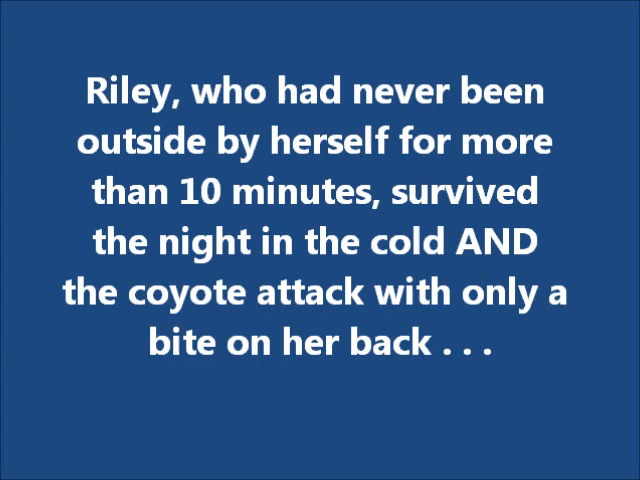 Riley, who had never been
outside by herself for more
than 10 minutes, survived
the night in the cold AND
the coyote attack with only a
bite on her back . . .